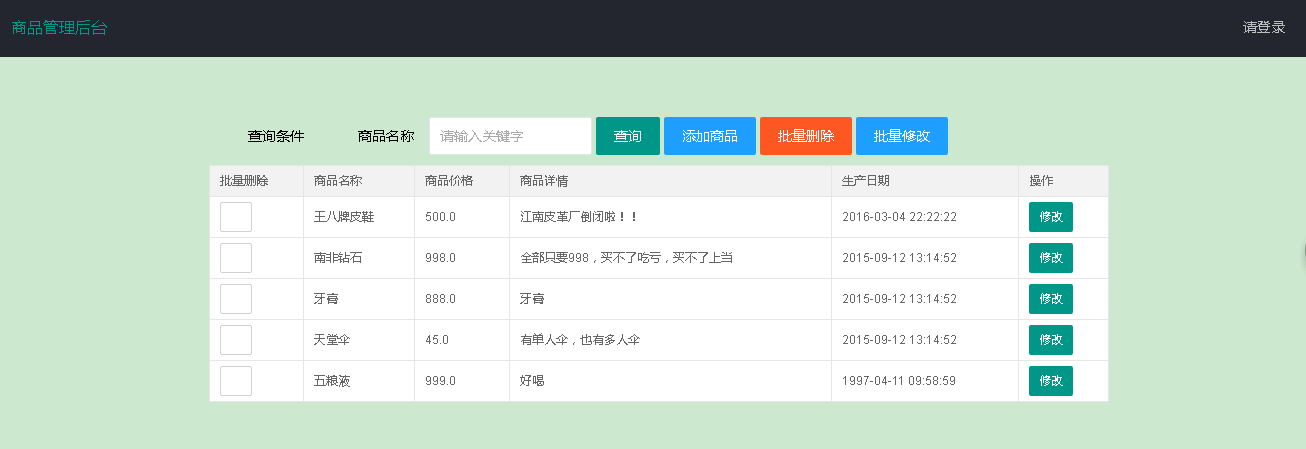 商品管理后台 请登录
查询条件 商品名称 请输入关键字 查询 添加商品 批量删除 批量修改
批量删除 商品名称 商品价格 商品详情 生产日期 操作
王八牌皮鞋 500.0 江南皮革厂倒闭啦！！ 2016-03-04 22:22:22 修改
南非钻石 998.0 全部只要998，买不了吃亏，买不了上当 2015-09-12 13:14:52 修改
牙膏 888.0 牙膏 2015-09-12 13:14:52 修改
天堂伞 45.0 有单人伞，也有多人伞 2015-09-12 13:14:52 修改
五粮液 999.0 好喝 1997-04-11 09:58:59 修改